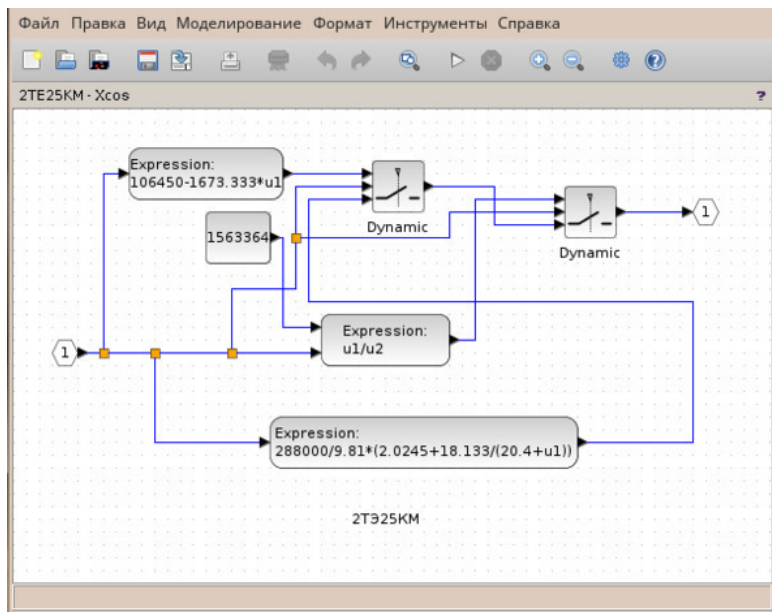 Файл Правка Вид Моделирование Формат Инструменты Справка
2TE25KM - Xcos
?
Expression:
106450-1673.333*u1
Dynamic
1563364
1
Dynamic
Expression:
u1/u2
1
Expression:
288000/9.81*(2.0245+18.133/(20.4+u1))
2ТЭ25КМ